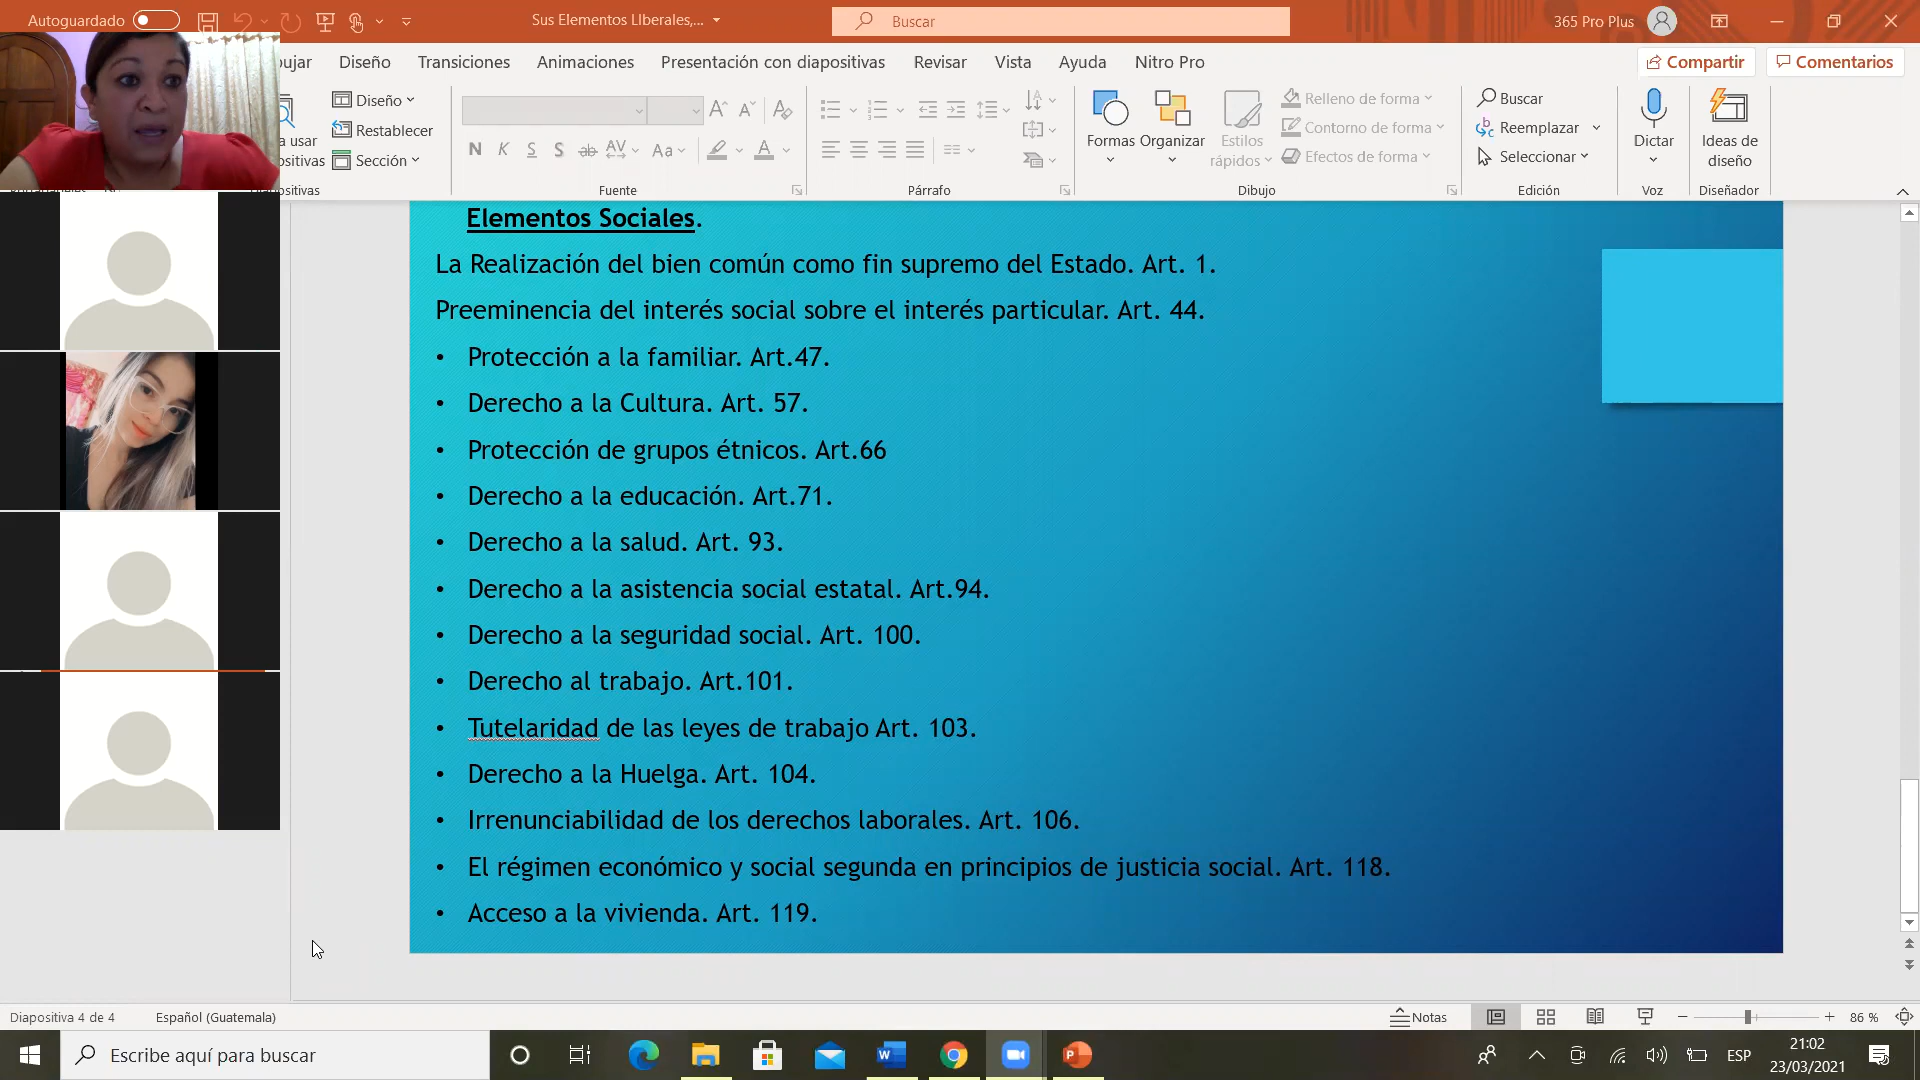 Autoguardado
Sus Elementos LIberales,...
Buscar
365 Pro Plus
Diseño
Transiciones
Animaciones
Presentación con diapositivas
Revisar
Vista
Ayuda
Nitro Pro
Compartir
Comentarios
Diseño
Restablecer
Sección
Fuente
Párrafo
Formas
Organizar
Estilos
rápidos
Relleno de forma
Contorno de forma
Efectos de forma
Dibujo
Buscar
Reemplazar
Seleccionar
Edición
Dictar
Voz
Ideas de
diseño
Diseñador
Elementos Sociales.
La Realización del bien común como fin supremo del Estado. Art. 1.
Preeminencia del interés social sobre el interés particular. Art. 44.
• Protección a la familiar. Art.47.
• Derecho a la Cultura. Art. 57.
• Protección de grupos étnicos. Art.66
• Derecho a la educación. Art.71.
• Derecho a la salud. Art. 93.
• Derecho a la asistencia social estatal. Art.94.
• Derecho a la seguridad social. Art. 100.
• Derecho al trabajo. Art.101.
• Tutelaridad de las leyes de trabajo Art. 103.
• Derecho a la Huelga. Art. 104.
• Irrenunciabilidad de los derechos laborales. Art. 106.
• El régimen económico y social segunda en principios de justicia social. Art. 118.
• Acceso a la vivienda. Art. 119.
Diapositiva 4 de 4
Español (Guatemala)
Notas
86 %
Escribe aquí para buscar
ESP
21:02
23/03/2021